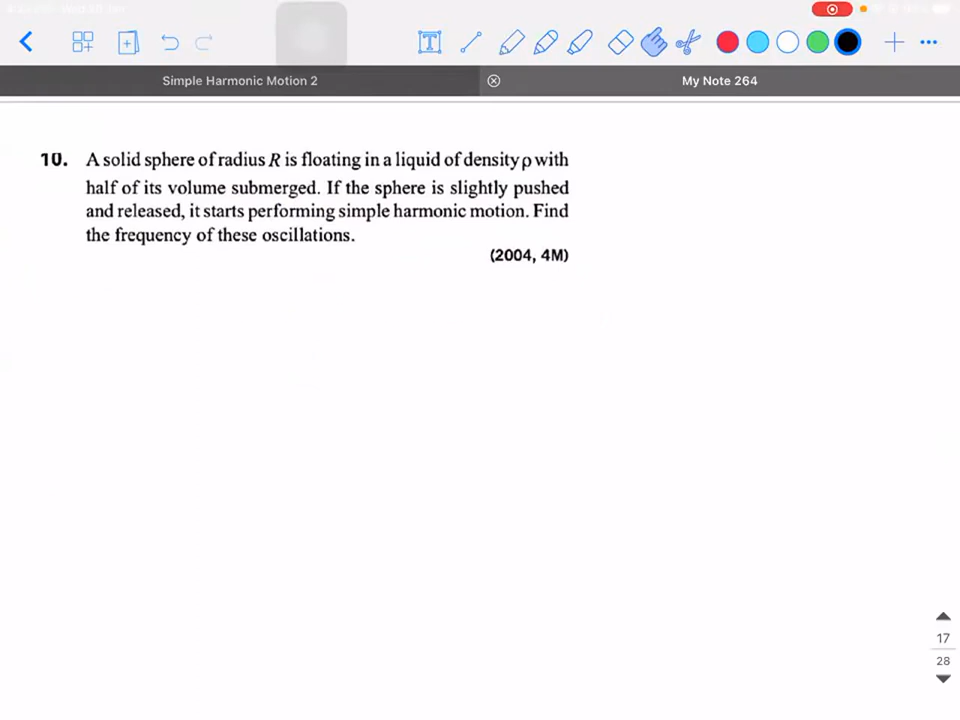 Simple Harmonic Motion 2
My Note 264
10. A solid sphere of radius R is floating in a liquid of density ρ with
half of its volume submerged. If the sphere is slightly pushed
and released, it starts performing simple harmonic motion. Find
the frequency of these oscillations.
(2004, 4M)
17
28